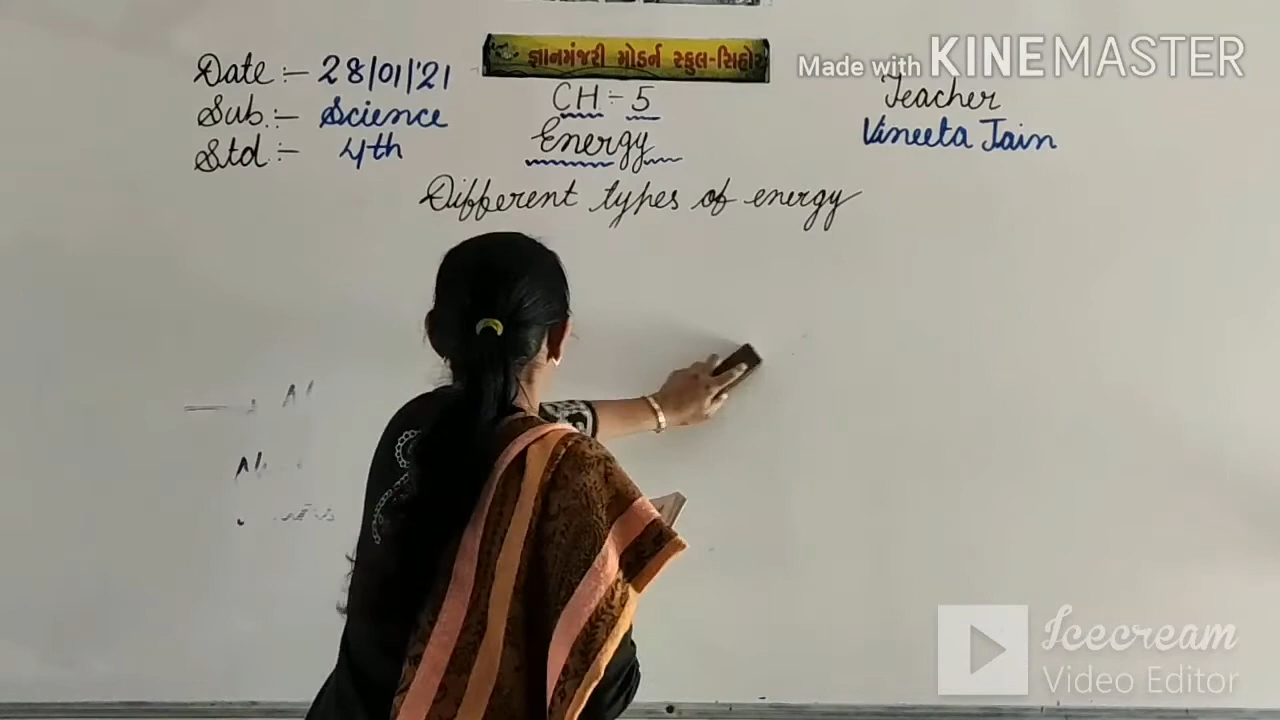 જ્ઞાનમંજરી મોડર્ન સ્કુલ-સિહોર
Made with KINEMASTER
Date :- 28/01/'21
CH :- 5
Teacher
Sub. :- Science
Energy
Vineeta Jain
Std :- 4th
Different types of energy
Icecream
Video Editor